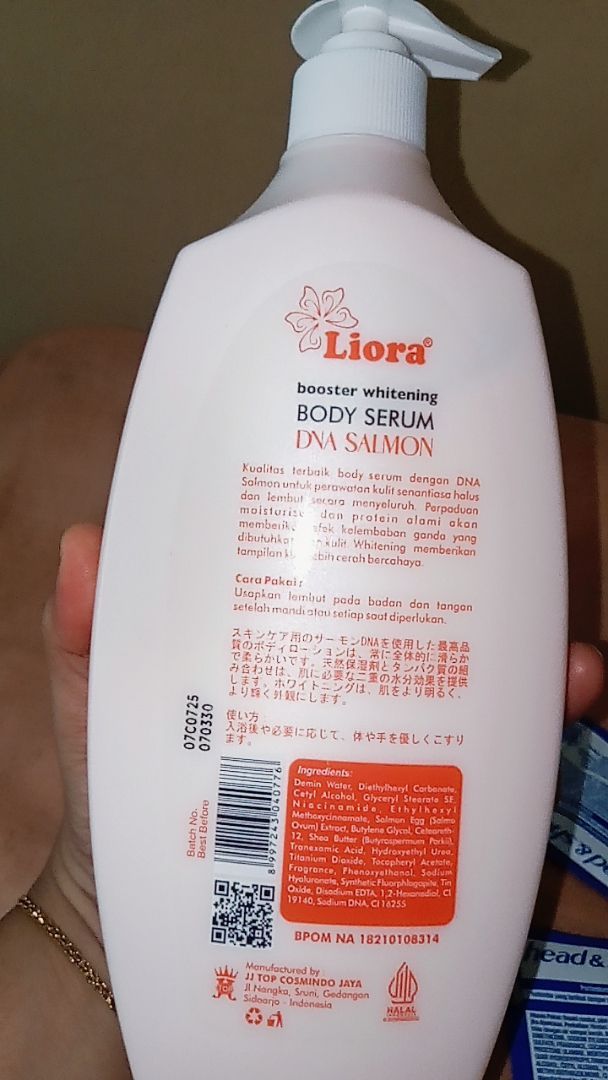 Liora®
booster whitening
BODY SERUM
DNA SALMON
Kualitas terbaik body serum dengan DNA
Salmon untuk perawatan kulit senantiasa halus
dan lembut secara menyeluruh. Perpaduan
dan protein alami akan
efek kelembaban ganda yang
kulit. Whitening memberikan
tampilan lebih cerah bercahaya.
Cara Pakai :
Usapkan lembut pada badan dan tangan
setelah mandi atau setiap saat diperlukan.
スキンケア用のサーモンDNAを使用した最高品
質のボディローションは、常に全体的に滑らか
で柔らかいです。天然保湿剤とタンパク質の組
み合わせは、肌に必要な二重の水分効果を提供
します。ホワイトニングは、肌をより明るく、
より輝く外観にします。
使い方
入浴後や必要に応じて、体や手を優しくこすり
ます。
07C0725
070330
Batch No.
Best Before
8 997243 040776
Ingredients:
Demin Water, Diethylhexyl Carbonate,
Cetyl Alcohol, Glyceryl Stearate SE,
Niacinamide, Ethylhexyl
Methoxycinnamate, Salmon Egg (Salmo
Ovum) Extract, Butylene Glycol, Ceteareth-
12, Shea Butter (Butyrospermum Parkii),
Tranexamic Acid, Hydroxyethyl Urea,
Titanium Dioxide, Tocopheryl Acetate,
Fragrance, Phenoxyethanol, Sodium
Hyaluronate, Synthetic Fluorphlogopite, Tin
Oxide, Disodium EDTA, 1,2-Hexanediol, CI
19140, Sodium DNA, CI 16255
BPOM NA 18210108314
Manufactured by :
JJ TOP COSMINDO JAYA
Jl Nangka, Sruni, Gedangan
Sidoarjo - Indonesia
HALAL
INDONESIA
head &